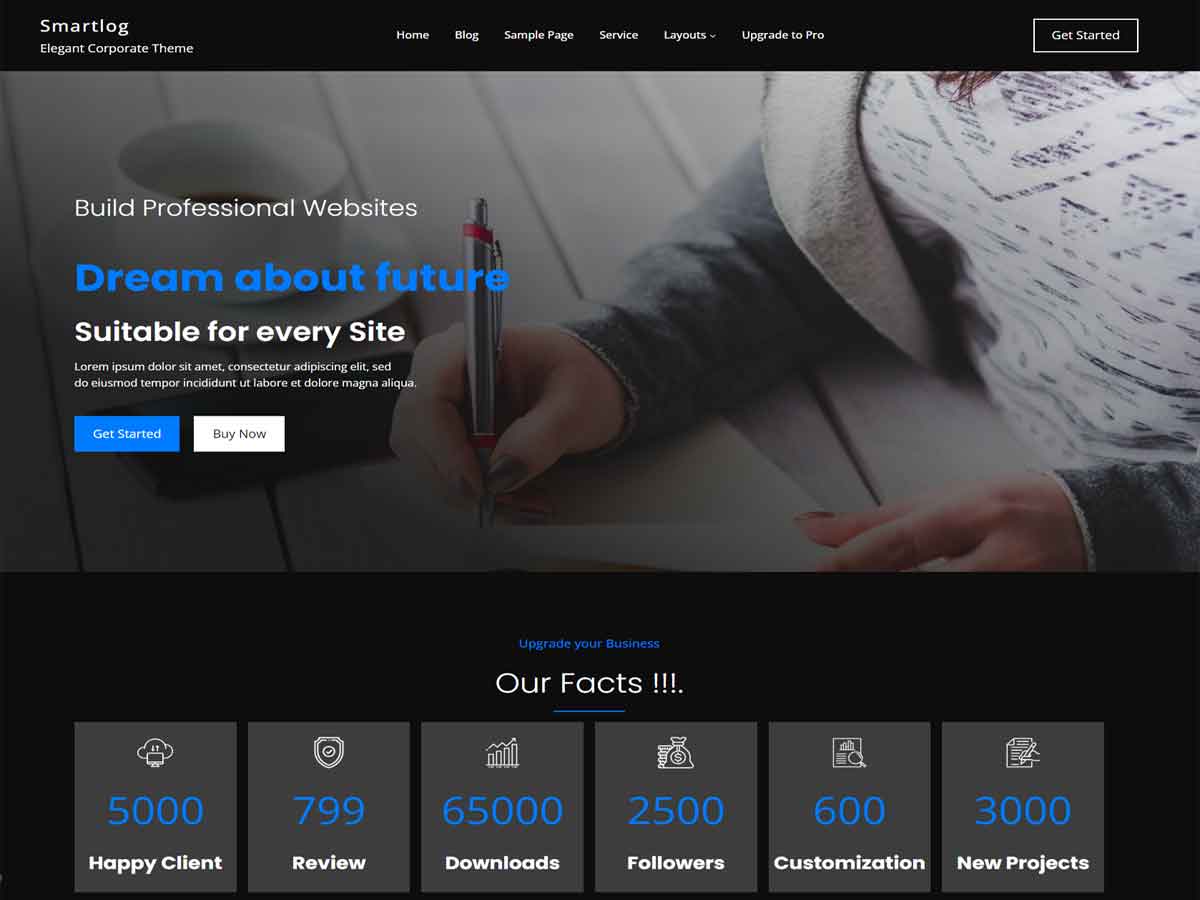 Smartlog
Elegant Corporate Theme
Home Blog Sample Page Service Layouts Upgrade to Pro
Get Started
Build Professional Websites
Dream about future
Suitable for every Site
Lorem ipsum dolor sit amet, consectetur adipiscing elit, sed
do eiusmod tempor incididunt ut labore et dolore magna aliqua.
Get Started Buy Now
Upgrade your Business
Our Facts !!!.
5000 799 65000 2500 600 3000
Happy Client Review Downloads Followers Customization New Projects